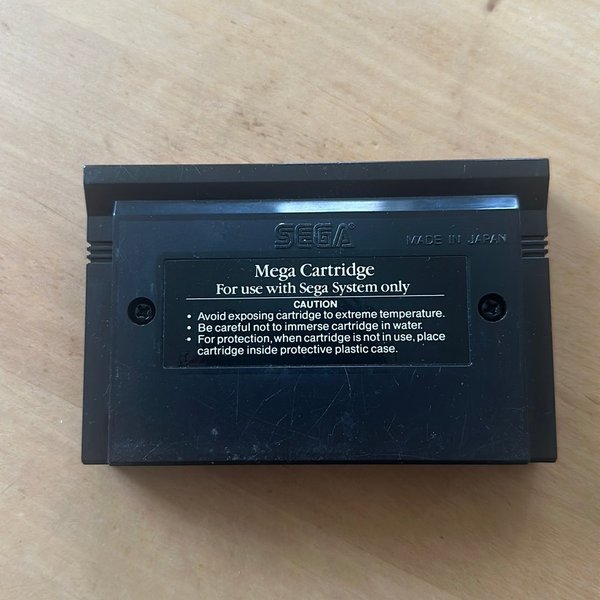 SEGA
MADE IN JAPAN
Mega Cartridge
For use with Sega System only
CAUTION
• Avoid exposing cartridge to extreme temperature.
• Be careful not to immerse cartridge in water.
• For protection, when cartridge is not in use, place
cartridge inside protective plastic case.